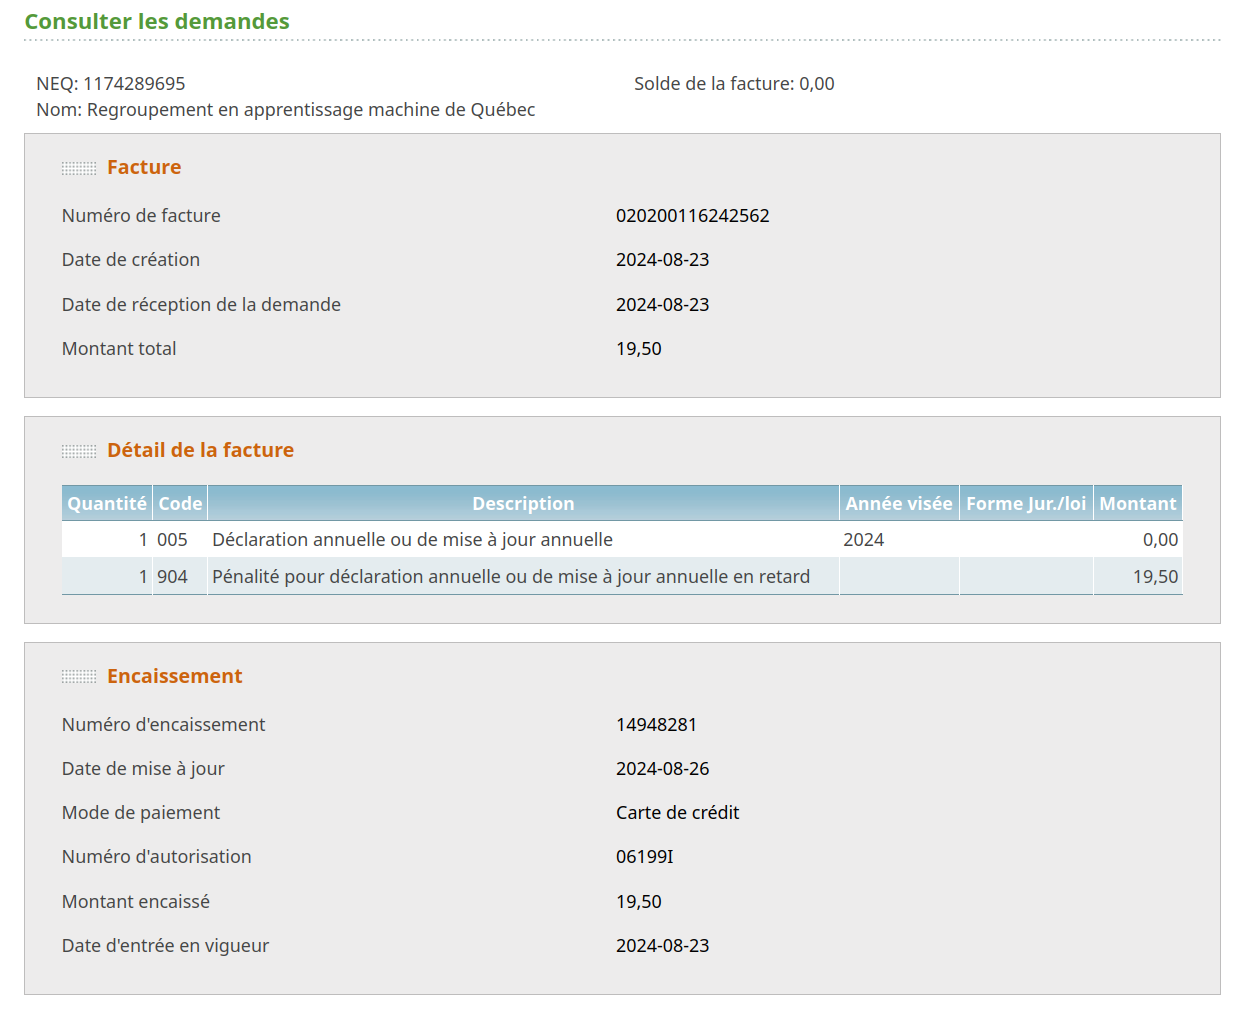 Consulter les demandes
NEQ: 1174289695 Solde de la facture: 0,00
Nom: Regroupement en apprentissage machine de Québec
Facture
Numéro de facture 020200116242562
Date de création 2024-08-23
Date de réception de la demande 2024-08-23
Montant total 19,50
Détail de la facture
Quantité Code Description Année visée Forme Jur./loi Montant
1 005 Déclaration annuelle ou de mise à jour annuelle 2024 0,00
1 904 Pénalité pour déclaration annuelle ou de mise à jour annuelle en retard 19,50
Encaissement
Numéro d'encaissement 14948281
Date de mise à jour 2024-08-26
Mode de paiement Carte de crédit
Numéro d'autorisation 06199I
Montant encaissé 19,50
Date d'entrée en vigueur 2024-08-23